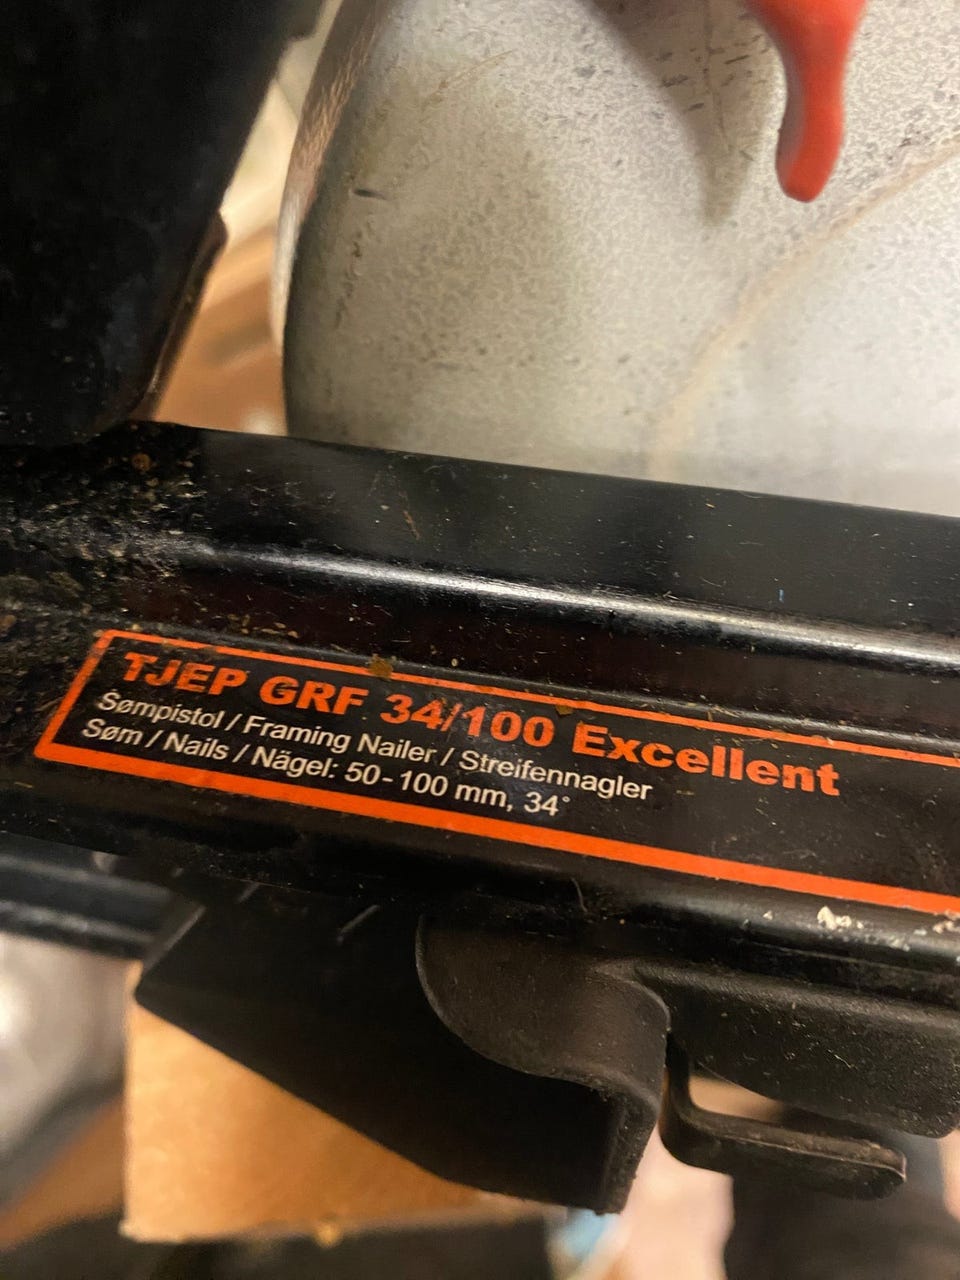 TJEP GRF 34/100 Excellent
Sømpistol / Framing Nailer / Streifennagler
Søm / Nails / Nägel: 50-100 mm, 34°